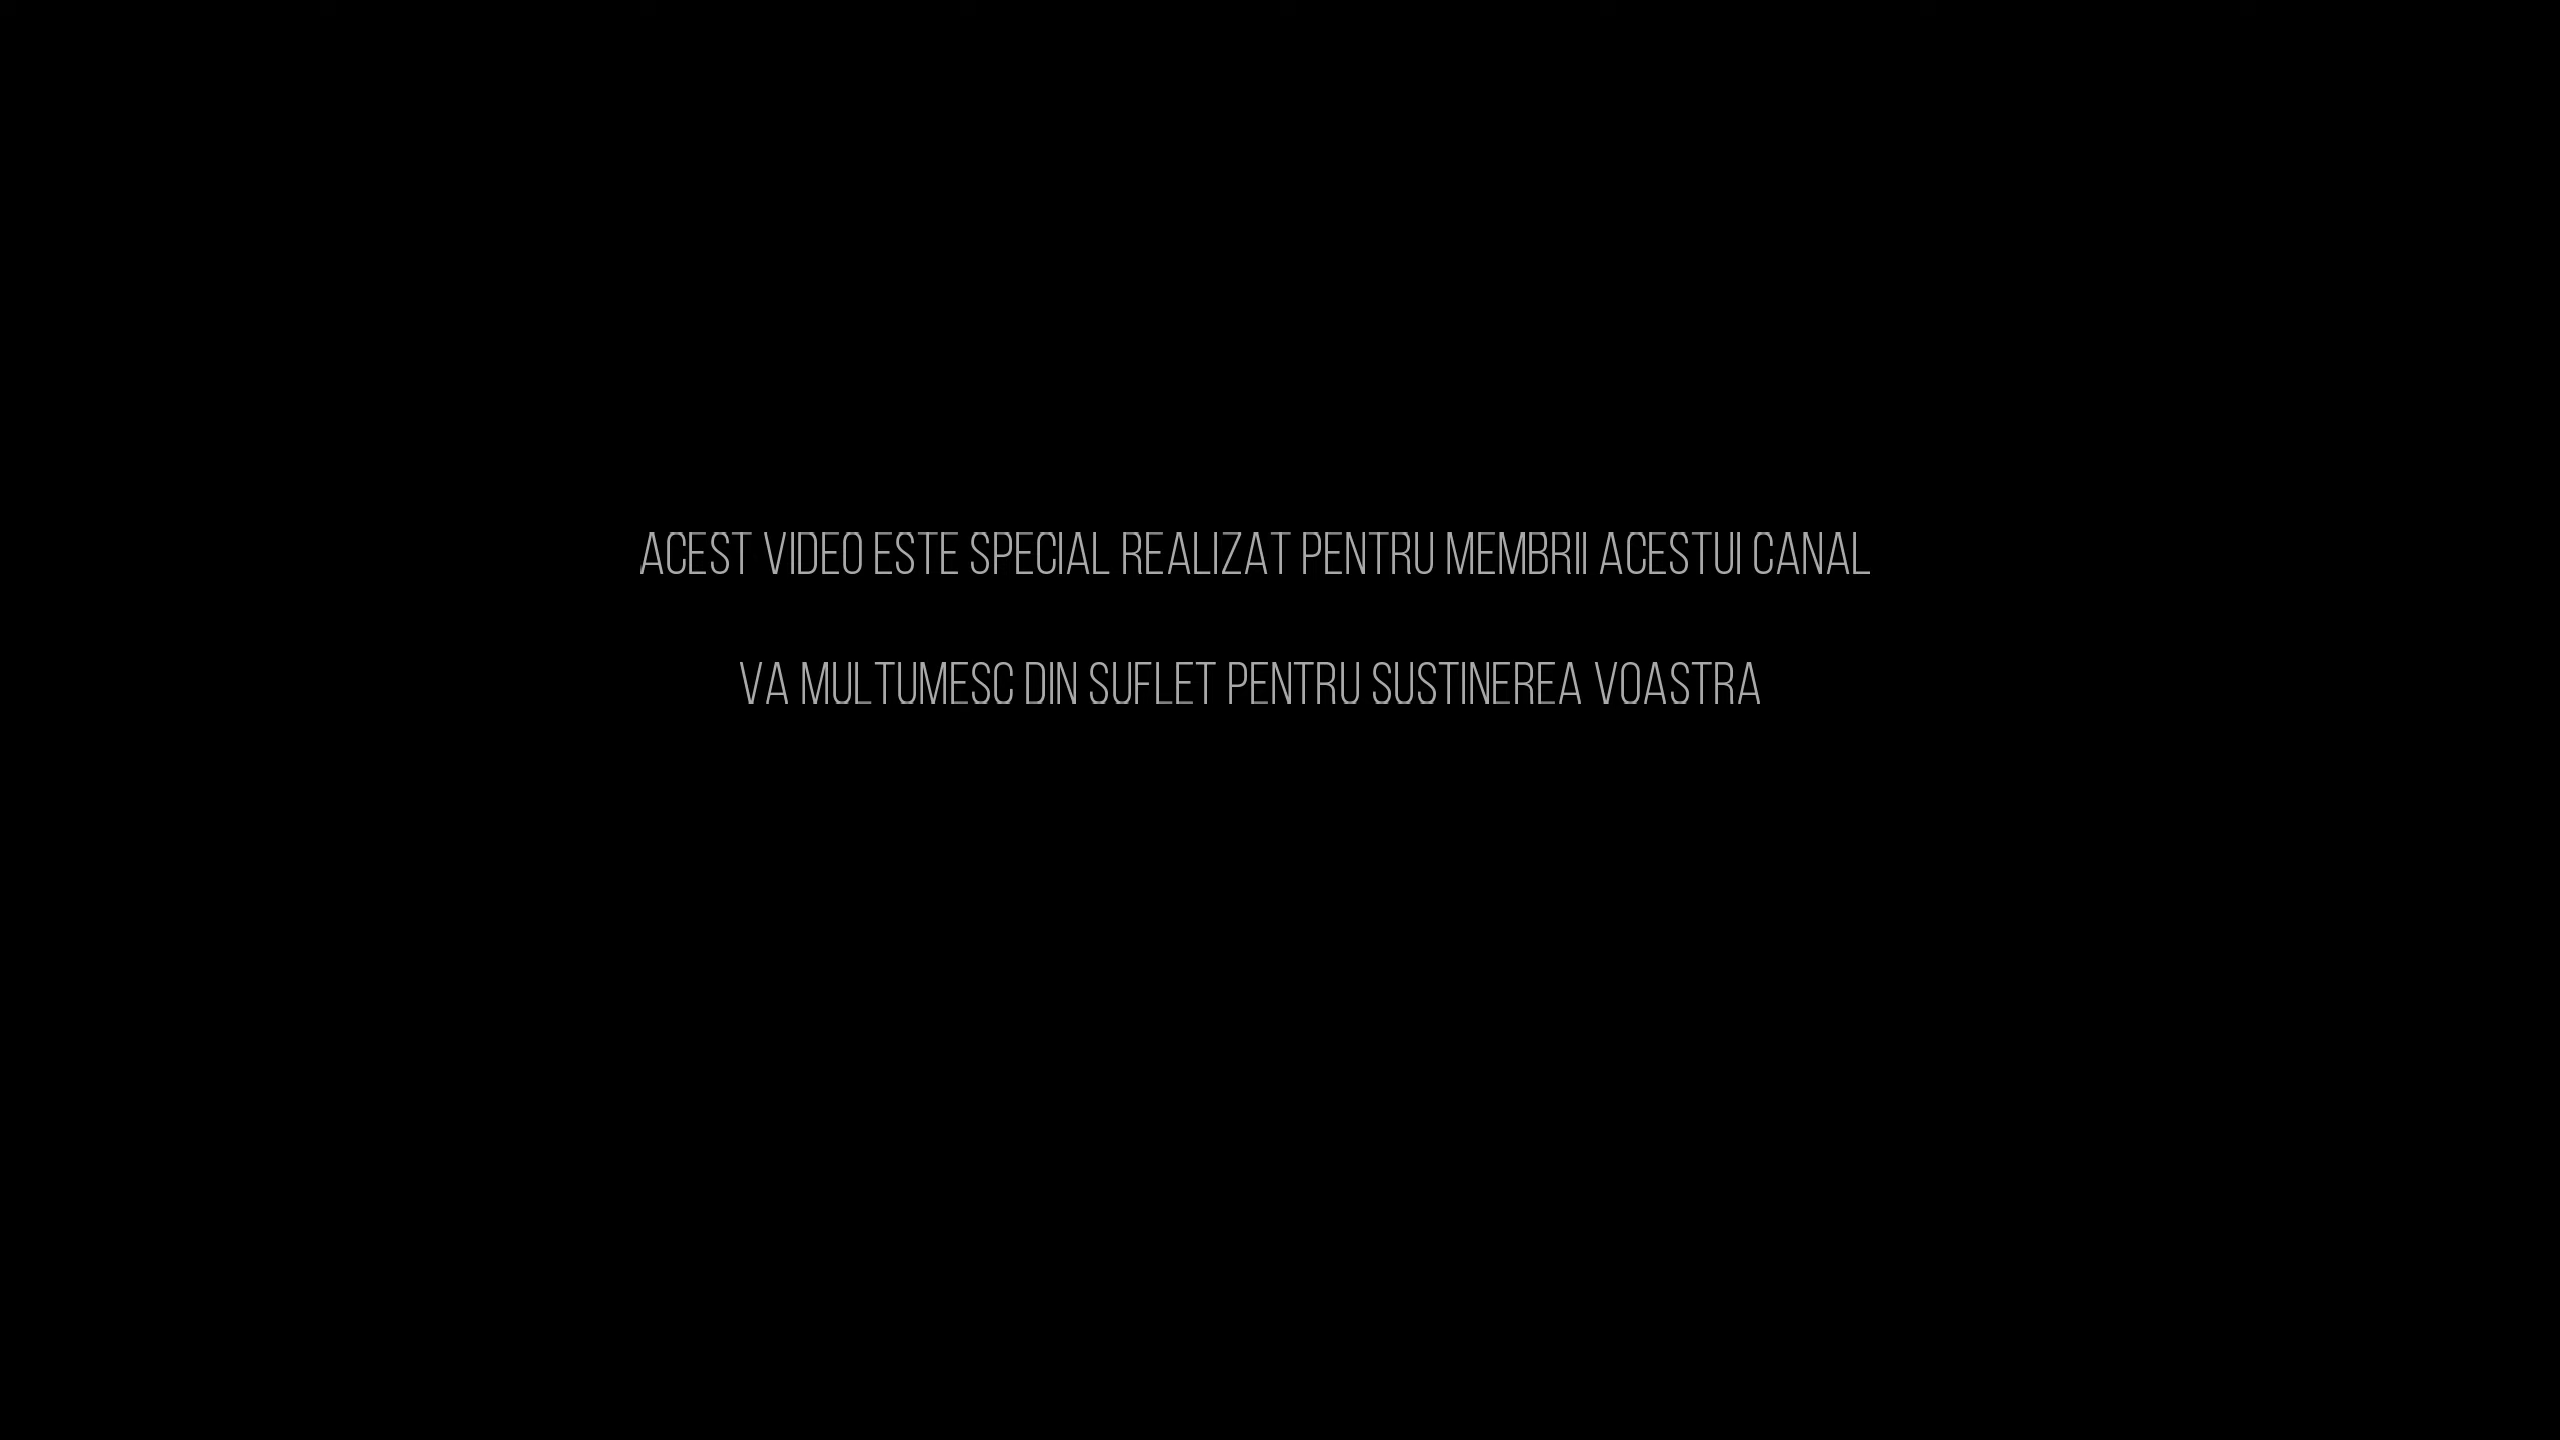 ACEST VIDEO ESTE SPECIAL REALIZAT PENTRU MEMBRII ACESTUI CANAL
VA MULTUMESC DIN SUFLET PENTRU SUSTINEREA VOASTRA